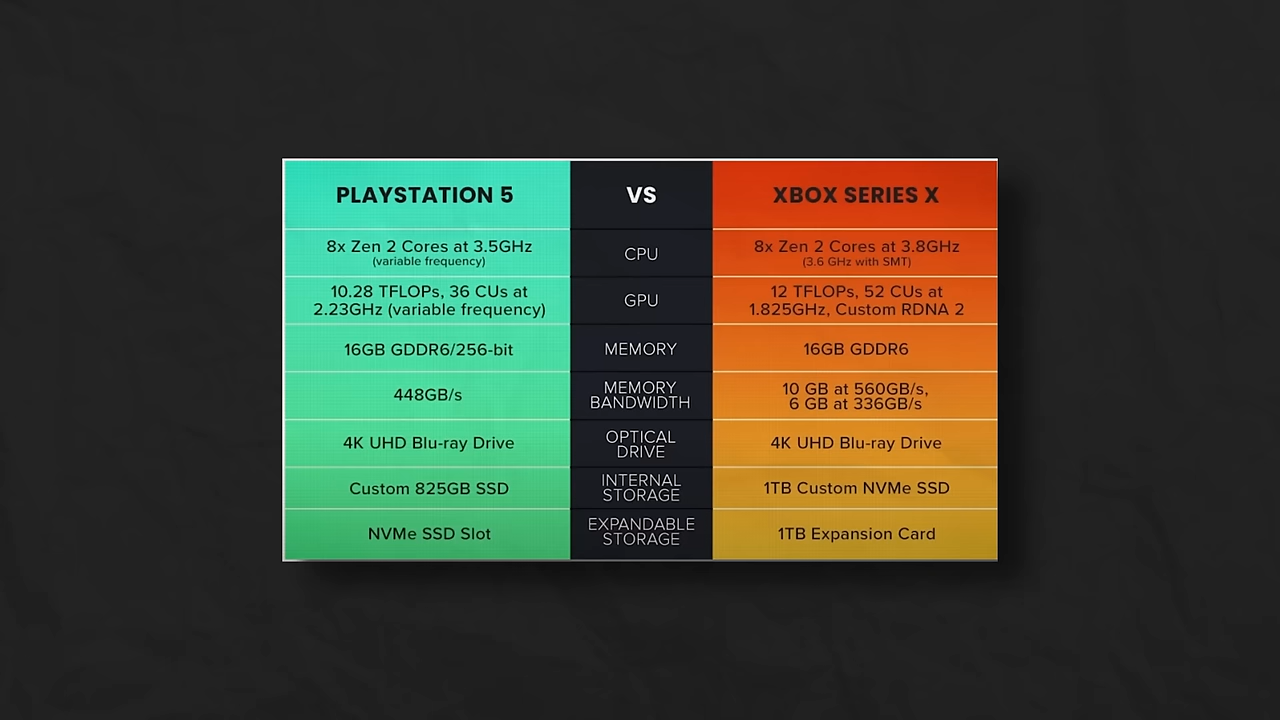 PLAYSTATION 5 VS XBOX SERIES X
8x Zen 2 Cores at 3.5GHz
(variable frequency)
CPU
8x Zen 2 Cores at 3.8GHz
(3.6 GHz with SMT)
10.28 TFLOPs, 36 CUs at
2.23GHz (variable frequency)
GPU
12 TFLOPs, 52 CUs at
1.825GHz, Custom RDNA 2
16GB GDDR6/256-bit
MEMORY
16GB GDDR6
448GB/s
MEMORY
BANDWIDTH
10 GB at 560GB/s,
6 GB at 336GB/s
4K UHD Blu-ray Drive
OPTICAL
DRIVE
4K UHD Blu-ray Drive
Custom 825GB SSD
INTERNAL
STORAGE
1TB Custom NVMe SSD
NVMe SSD Slot
EXPANDABLE
STORAGE
1TB Expansion Card